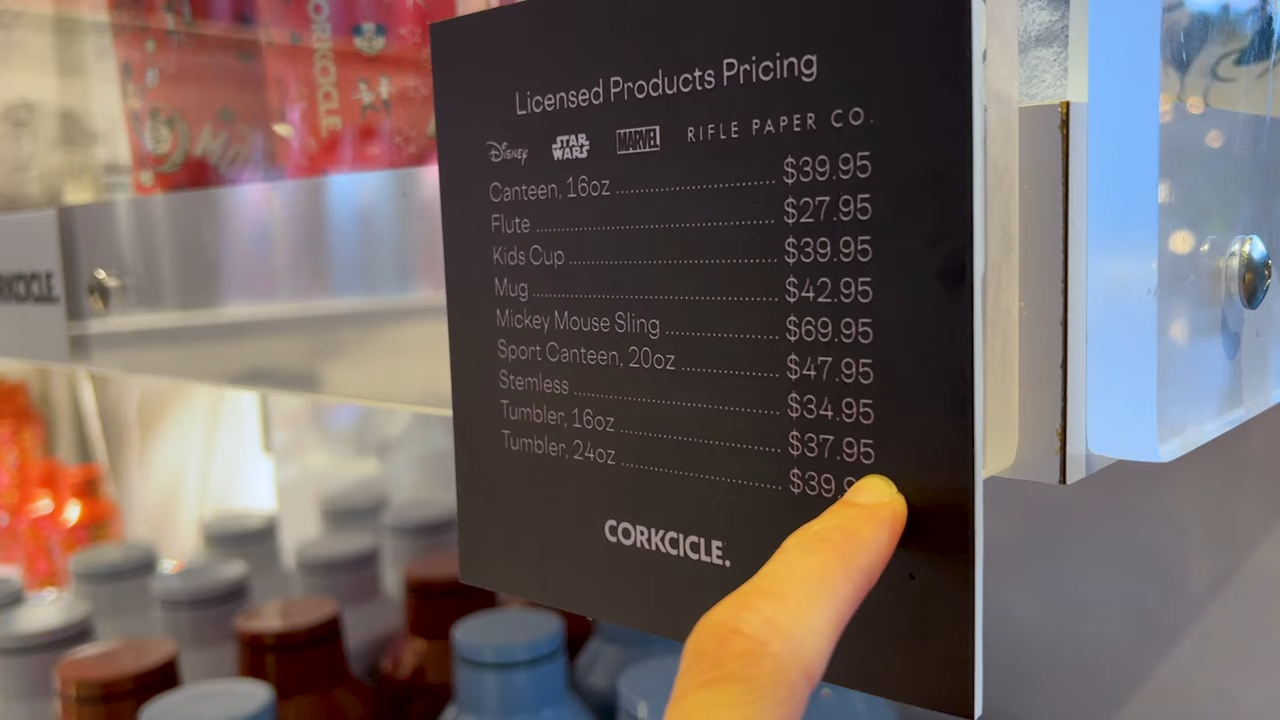 CORKCICLE
Licensed Products Pricing
Disney STAR WARS MARVEL RIFLE PAPER CO.
Canteen, 16oz ........ $39.95
Flute ........ $27.95
Kids Cup ........ $39.95
Mug ........ $42.95
Mickey Mouse Sling ........ $69.95
Sport Canteen, 20oz ........ $47.95
Stemless ........ $34.95
Tumbler, 16oz ........ $37.95
Tumbler, 24oz ........
CORKCICLE.